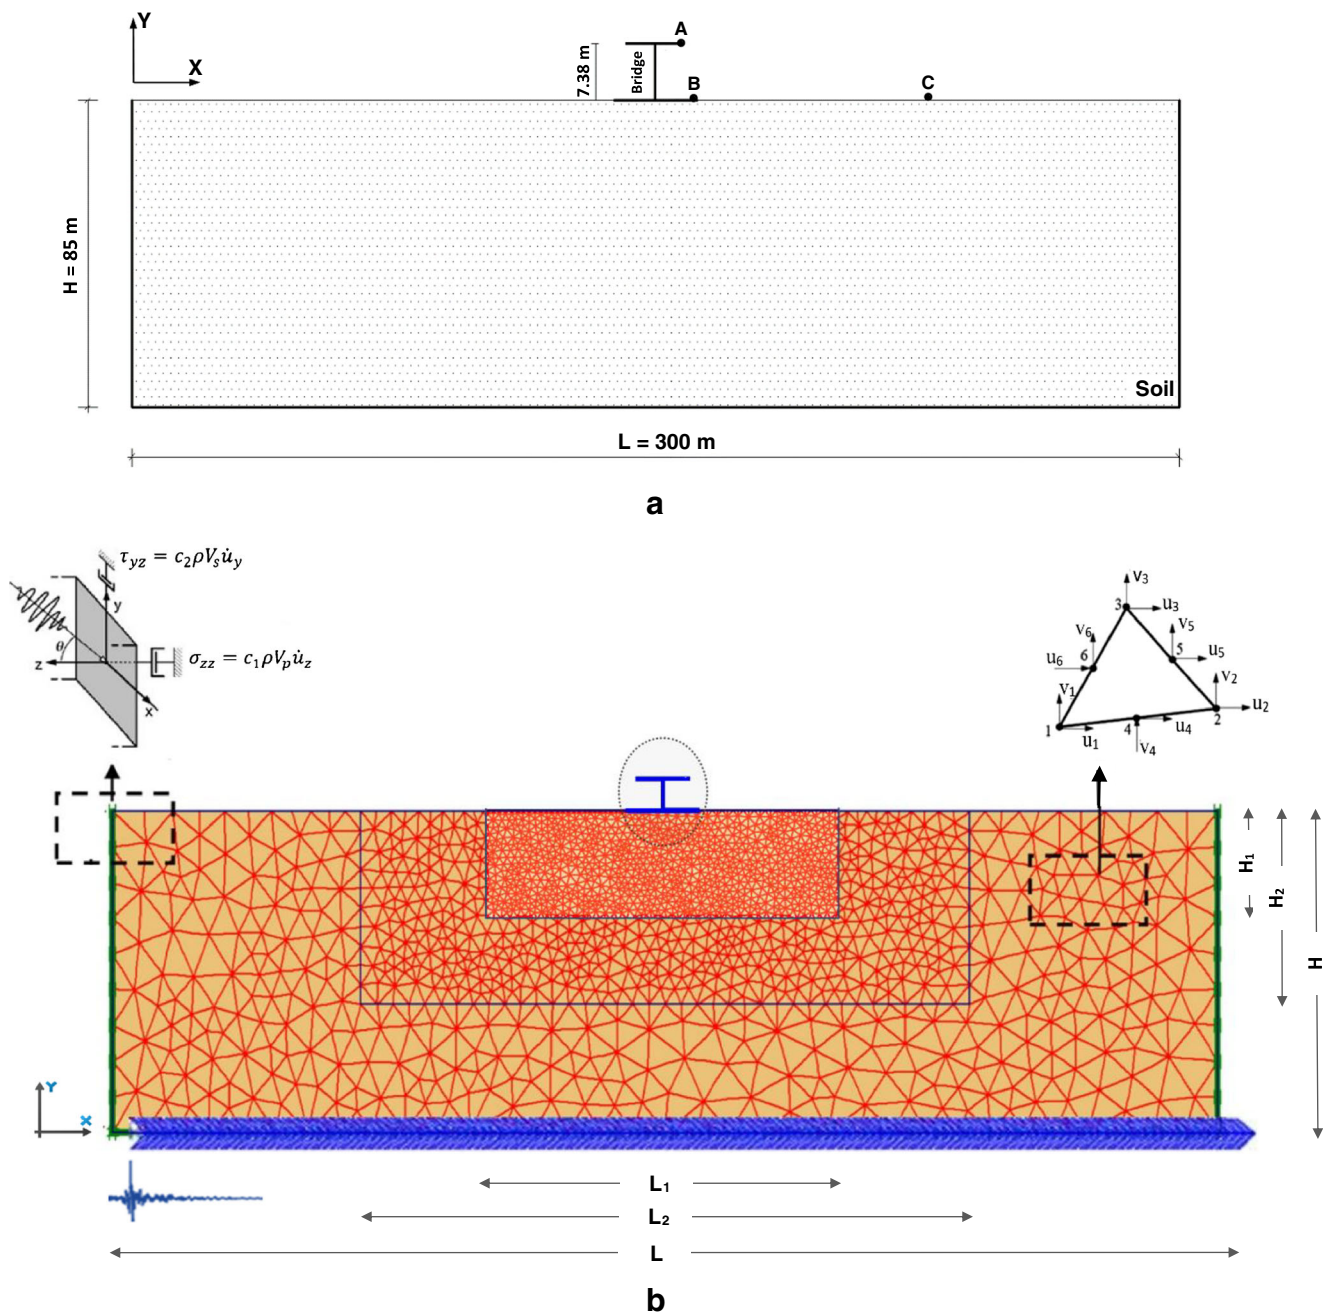 Y
X
A
7.38 m
Bridge
B
C
H = 85 m
Soil
L = 300 m
a
τyz = c₂ρVₛu̇y
y
θ
z
σzz = c₁ρVₚu̇z
x
v₃
3
u₃
v₆
v₅
6
5
u₆
u₅
v₁
v₂
1
u₁
4
u₄
2
u₂
v₄
H₁
H₂
H
Y
X
L₁
L₂
L
b